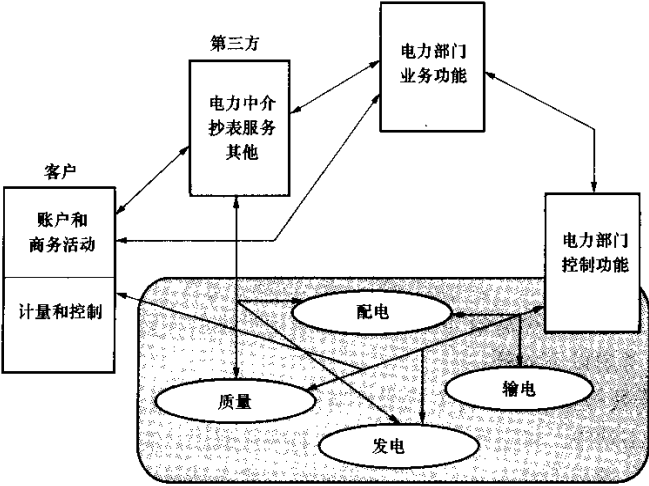 第三方
电力部门
业务功能
电力中介
抄表服务
其他
客户
账户和
商务活动
电力部门
控制功能
计量和控制
配电
质量
输电
发电